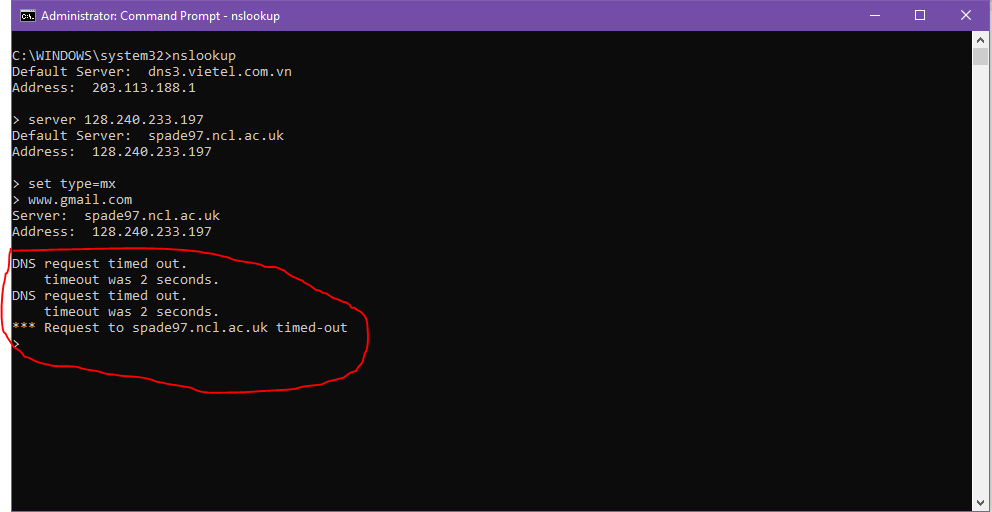 Administrator: Command Prompt - nslookup
C:\WINDOWS\system32>nslookup
Default Server:  dns3.vietel.com.vn
Address:  203.113.188.1
> server 128.240.233.197
Default Server:  spade97.ncl.ac.uk
Address:  128.240.233.197
> set type=mx
> www.gmail.com
Server:  spade97.ncl.ac.uk
Address:  128.240.233.197
DNS request timed out.
    timeout was 2 seconds.
DNS request timed out.
    timeout was 2 seconds.
*** Request to spade97.ncl.ac.uk timed-out
>